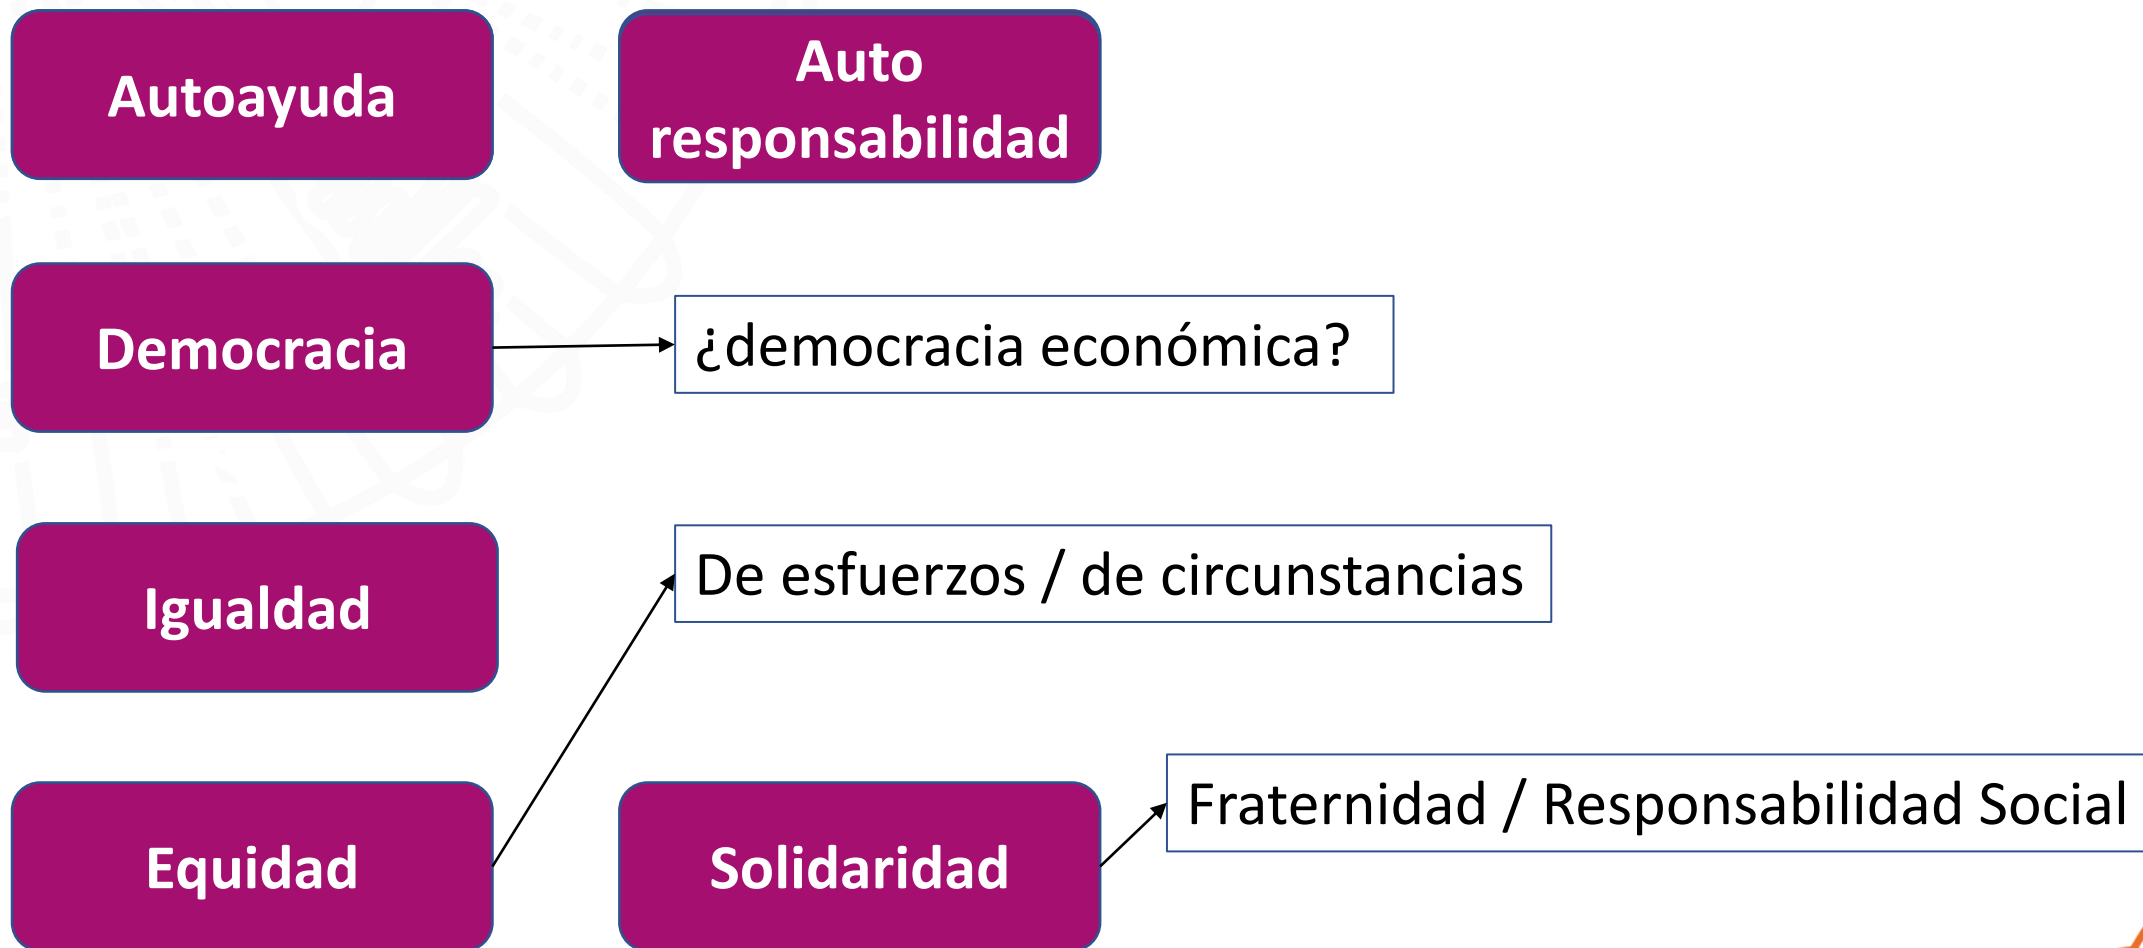 Autoayuda
Auto
responsabilidad
Democracia
¿democracia económica?
Igualdad
De esfuerzos / de circunstancias
Equidad
Solidaridad
Fraternidad / Responsabilidad Social